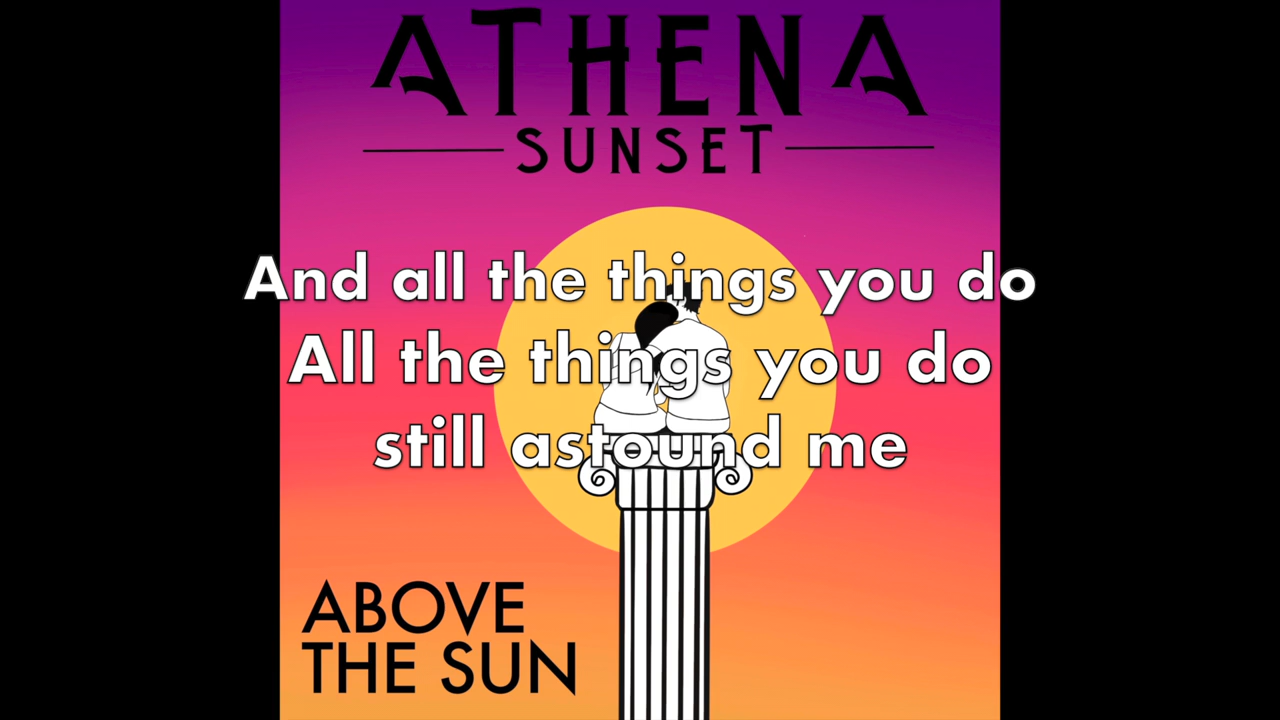 ATHENA
SUNSET
And all the things you do
All the things you do
still astound me
ABOVE
THE SUN